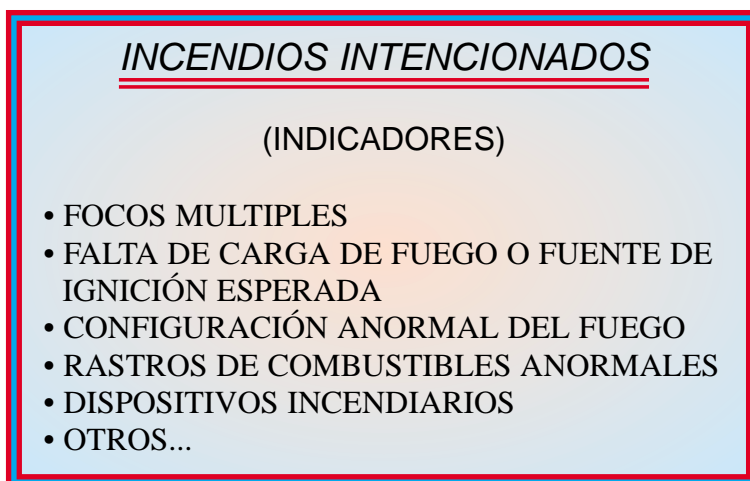 INCENDIOS INTENCIONADOS
(INDICADORES)
• FOCOS MULTIPLES
• FALTA DE CARGA DE FUEGO O FUENTE DE
IGNICIÓN ESPERADA
• CONFIGURACIÓN ANORMAL DEL FUEGO
• RASTROS DE COMBUSTIBLES ANORMALES
• DISPOSITIVOS INCENDIARIOS
• OTROS...